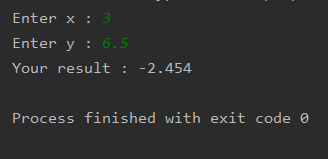 Enter x : 3
Enter y : 6.5
Your result : -2.454
Process finished with exit code 0